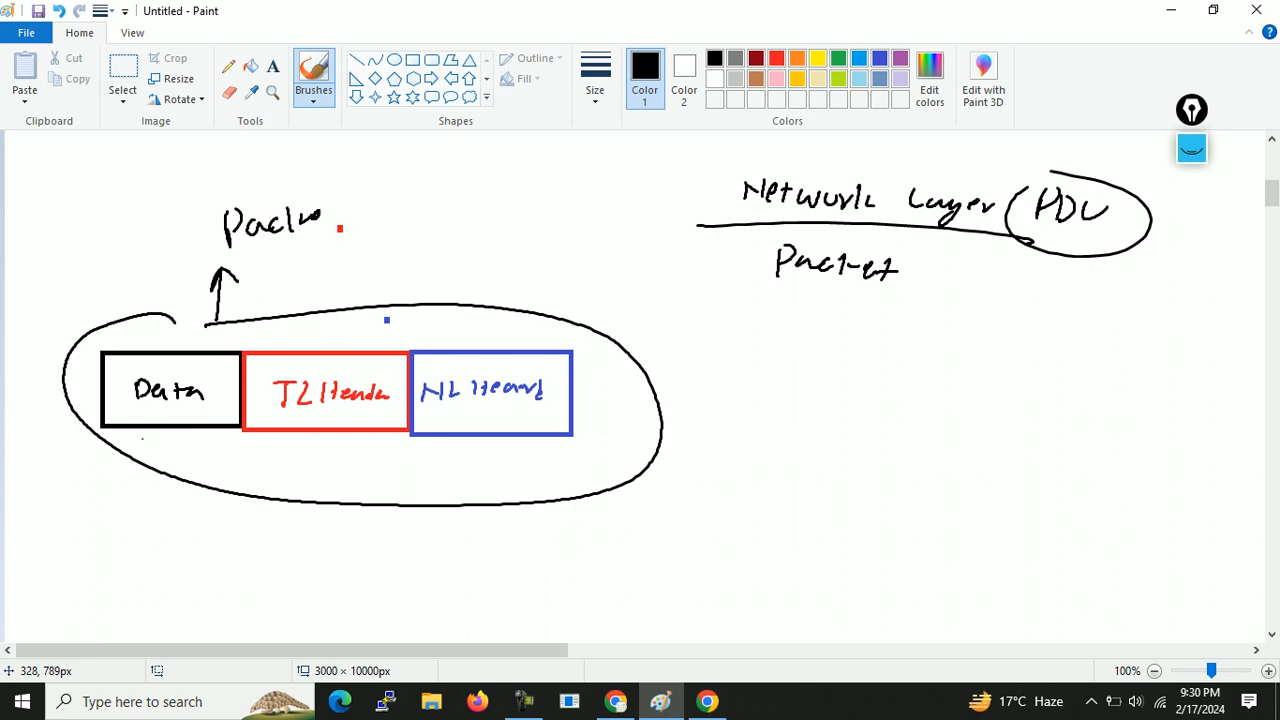 Untitled - Paint
File Home View
Paste
Cut
Copy
Clipboard
Select
Crop
Resize
Rotate
Image
Tools
Brushes
Shapes
Outline
Fill
Size
Color 1
Color 2
Edit colors
Edit with Paint 3D
Colors
Network Layer PDU
Packet
Data
TL Heade
NL
328, 789px
3000 × 10000px
100%
Type here to search
17°C Haze
9:30 PM
2/17/2024